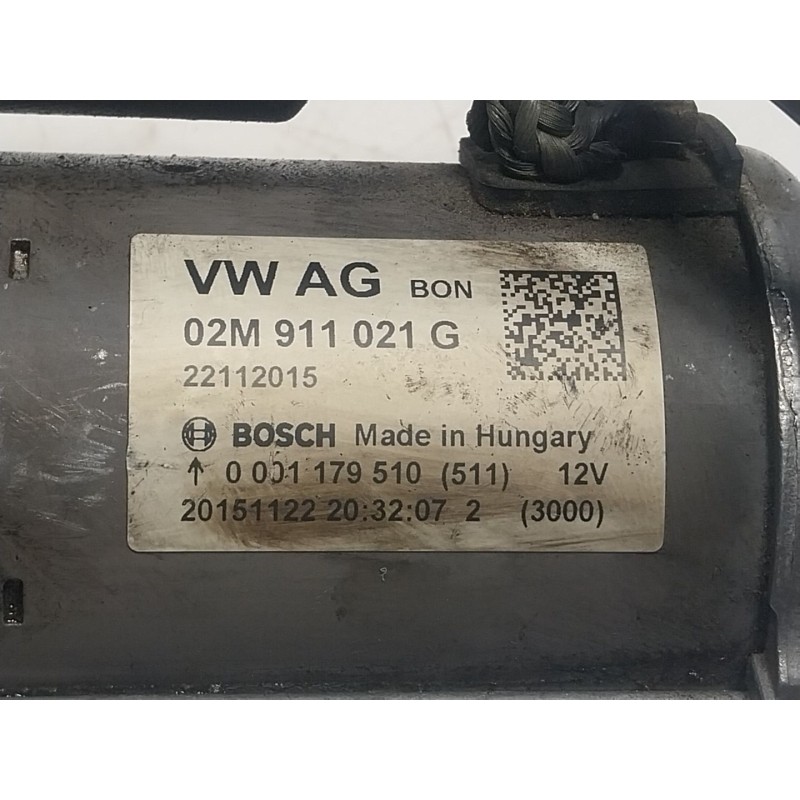 VW AG BON
02M 911 021 G
22112015
BOSCH Made in Hungary
↑ 0 001 179 510 (511) 12V
20151122 20:32:07 2 (3000)